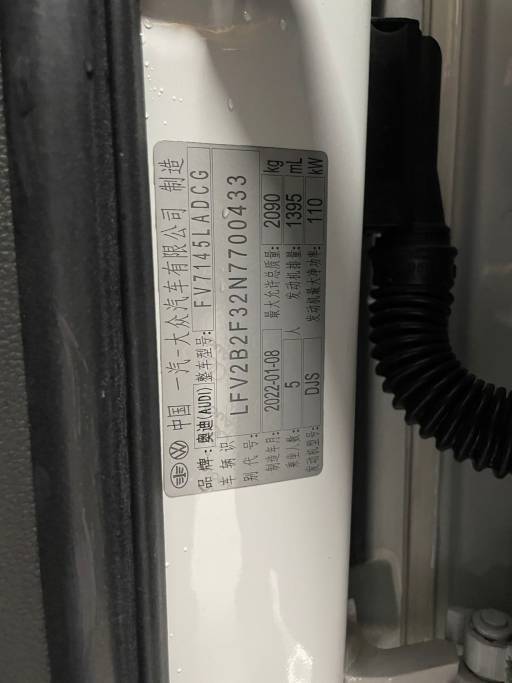 中国 一汽-大众汽车有限公司 制造
品牌:奥迪(AUDI) 整车型号: FV7145LADCG
车辆识别代号: LFV2B2F32N7700433
制造年月: 2022-01-08 最大允许总质量: 2090 kg
乘坐人数: 5 人 发动机排量: 1395 mL
发动机型号: DJS 发动机最大净功率: 110 kW